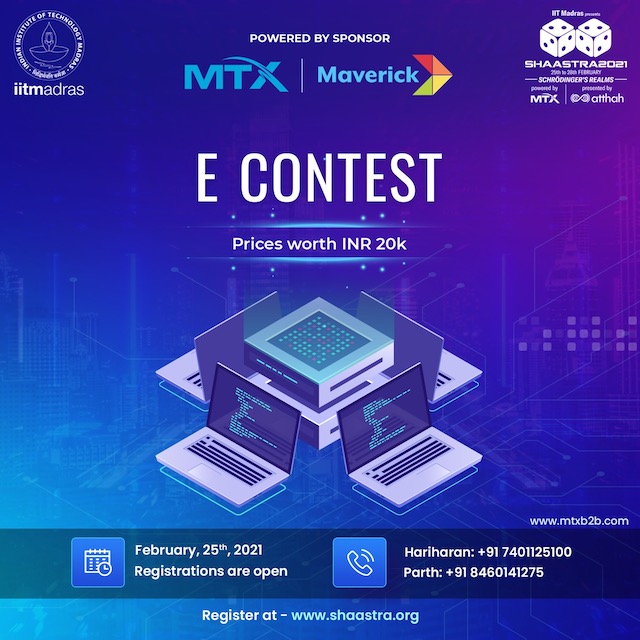 INDIAN INSTITUTE OF TECHNOLOGY MADRAS
iitmadras
POWERED BY SPONSOR
MTX
Maverick
IIT Madras presents
SHAASTRA2021
25th to 28th FEBRUARY
SCHRÖDINGER'S REALMS
powered by
MTX
presented by
atthah
E CONTEST
Prices worth INR 20k
www.mtxb2b.com
February, 25th, 2021
Registrations are open
Hariharan: +91 7401125100
Parth: +91 8460141275
Register at - www.shaastra.org